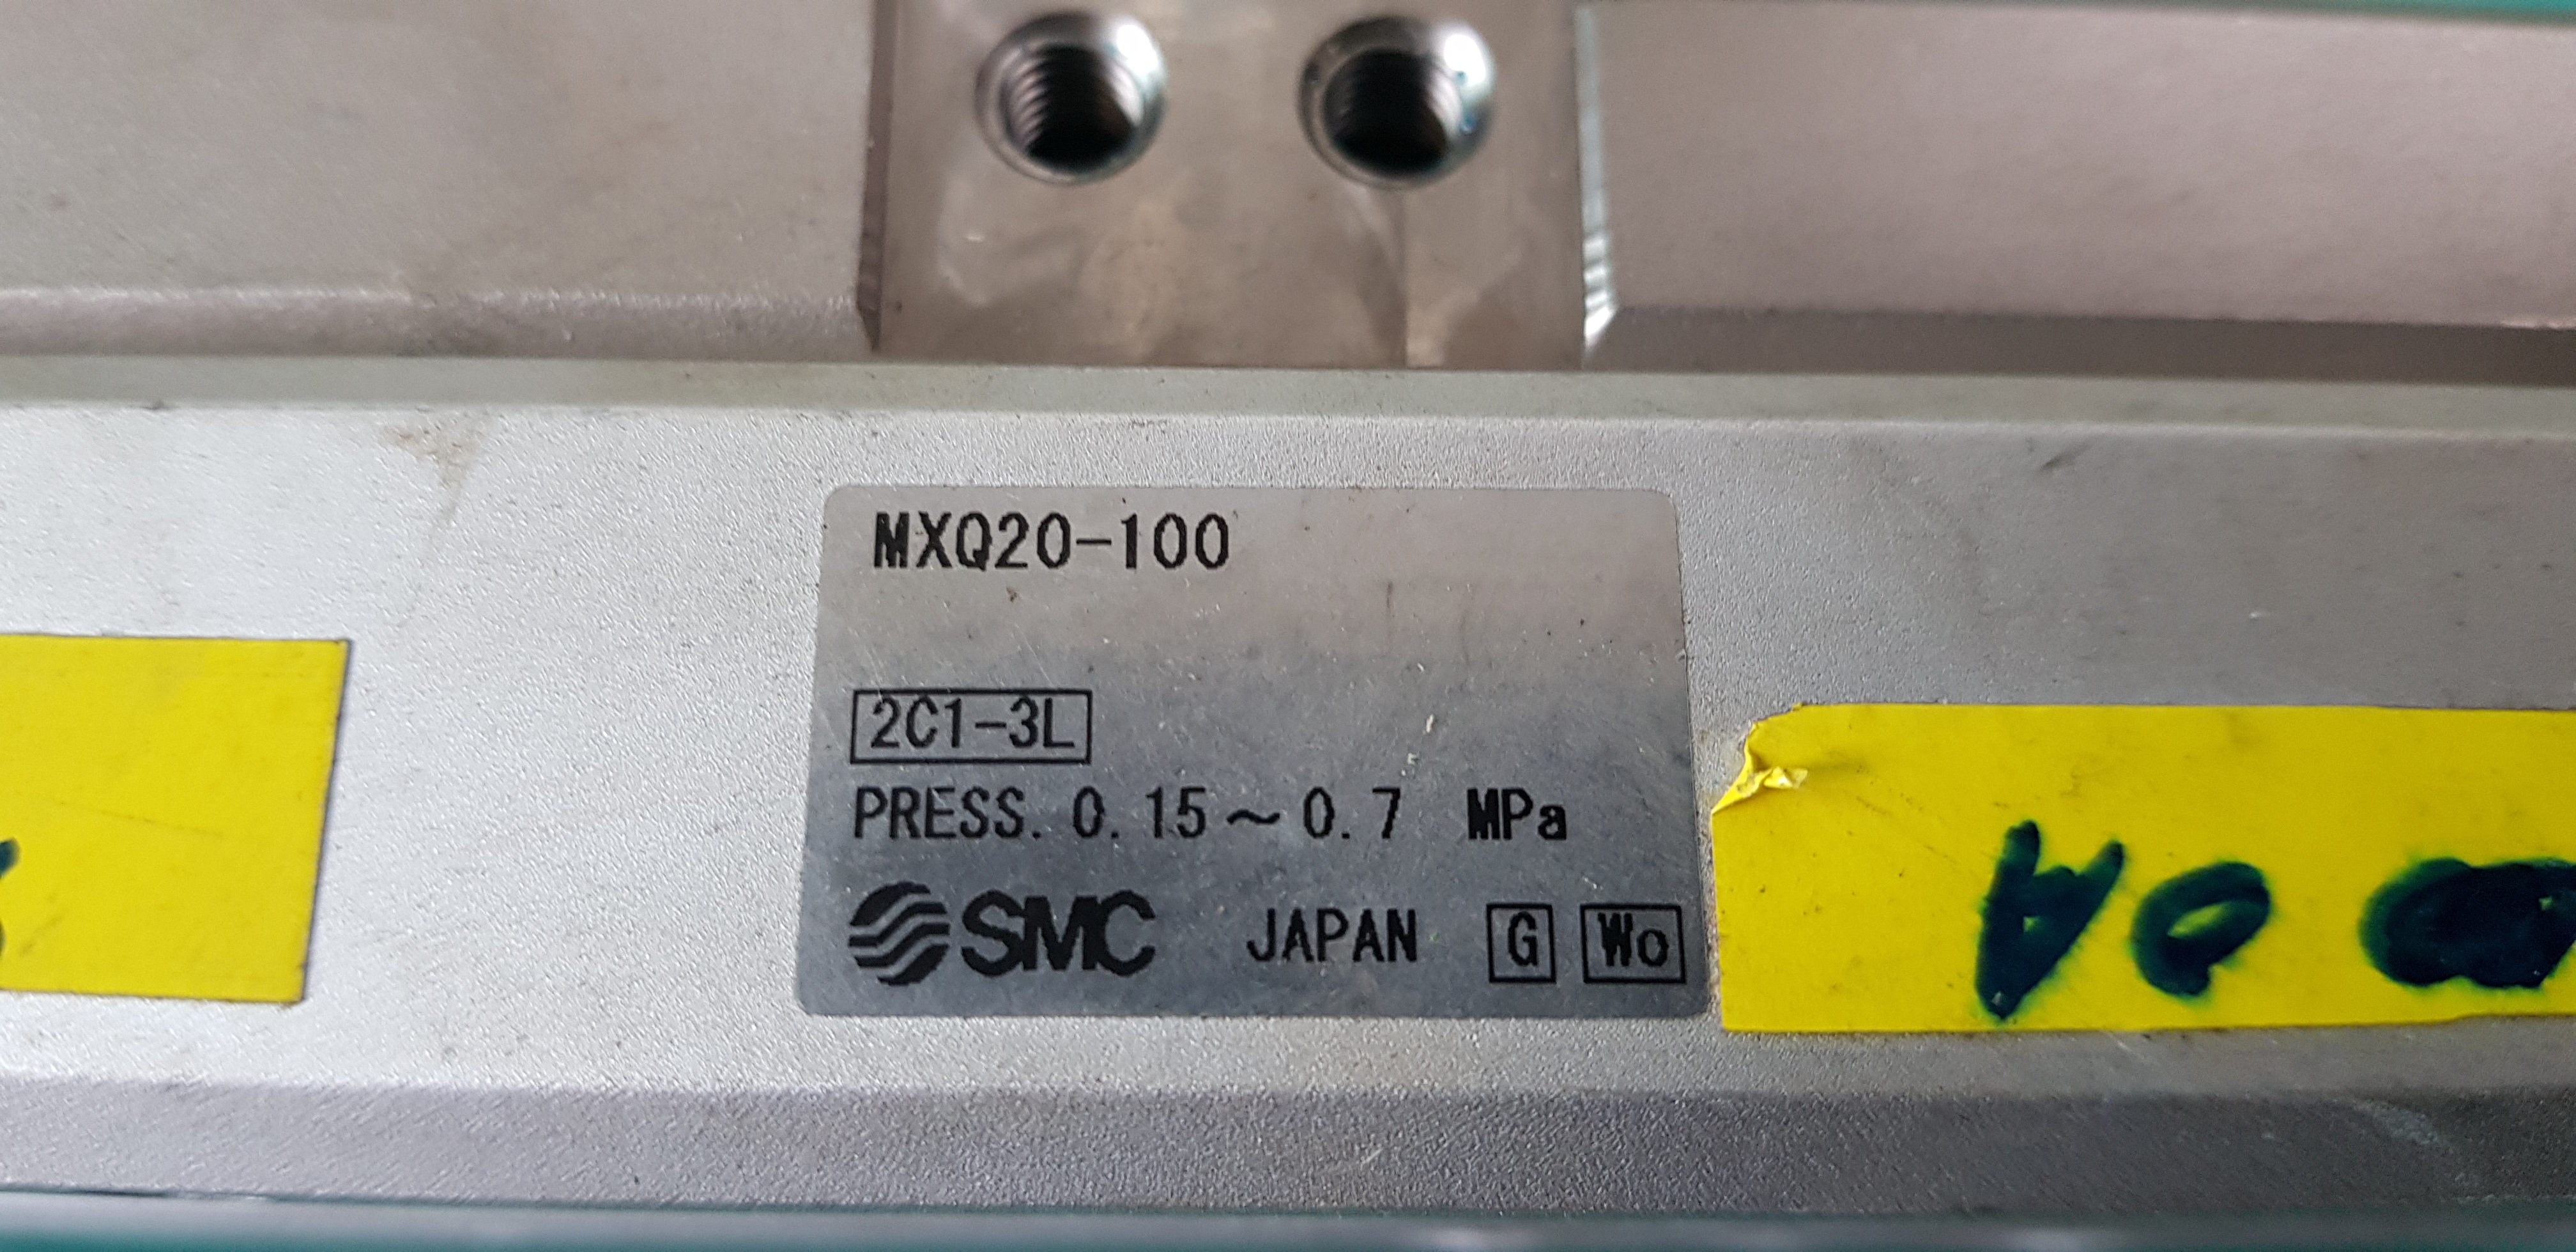 MXQ20-100
2C1-3L
PRESS. 0.15～0.7 MPa
SMC JAPAN G Wo